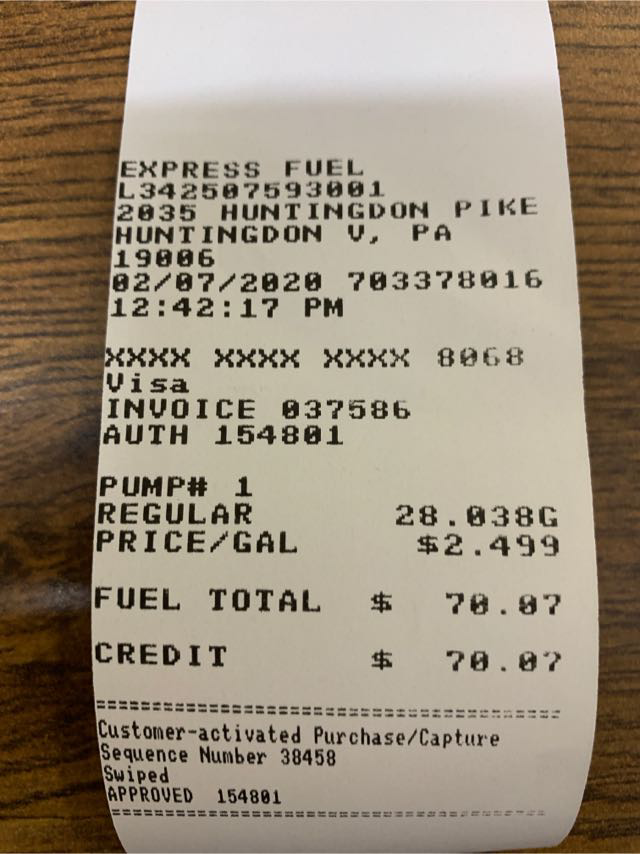 EXPRESS FUEL
L342507593001
2035 HUNTINGDON PIKE
HUNTINGDON V, PA
19006
02/07/2020 703378016
12:42:17 PM
XXXX XXXX XXXX 8068
Visa
INVOICE 037586
AUTH 154801
PUMP# 1
REGULAR 28.038G
PRICE/GAL $2.499
FUEL TOTAL $ 70.07
CREDIT $ 70.07
===========================================
Customer-activated Purchase/Capture
Sequence Number 38458
Swiped
APPROVED 154801
===========================================